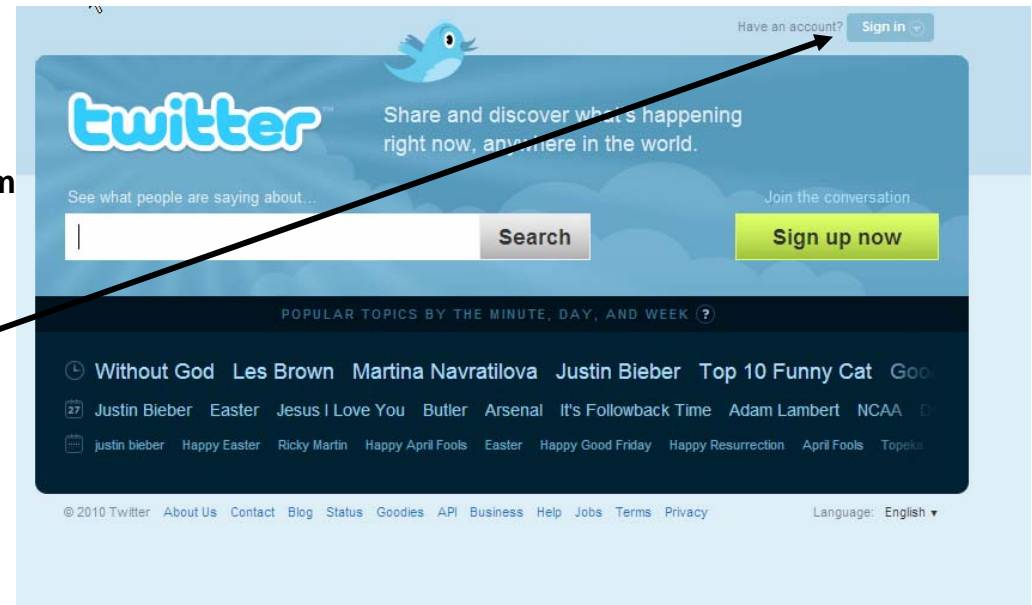 Have an account? Sign in
twitter™
Share and discover what's happening
right now, anywhere in the world.
m
See what people are saying about...
Join the conversation
Search
Sign up now
POPULAR TOPICS BY THE MINUTE, DAY, AND WEEK ?
Without God Les Brown Martina Navratilova Justin Bieber Top 10 Funny Cat
27 Justin Bieber Easter Jesus I Love You Butler Arsenal It's Followback Time Adam Lambert NCAA
justin bieber Happy Easter Ricky Martin Happy April Fools Easter Happy Good Friday Happy Resurrection April Fools Topeka
© 2010 Twitter About Us Contact Blog Status Goodies API Business Help Jobs Terms Privacy Language: English